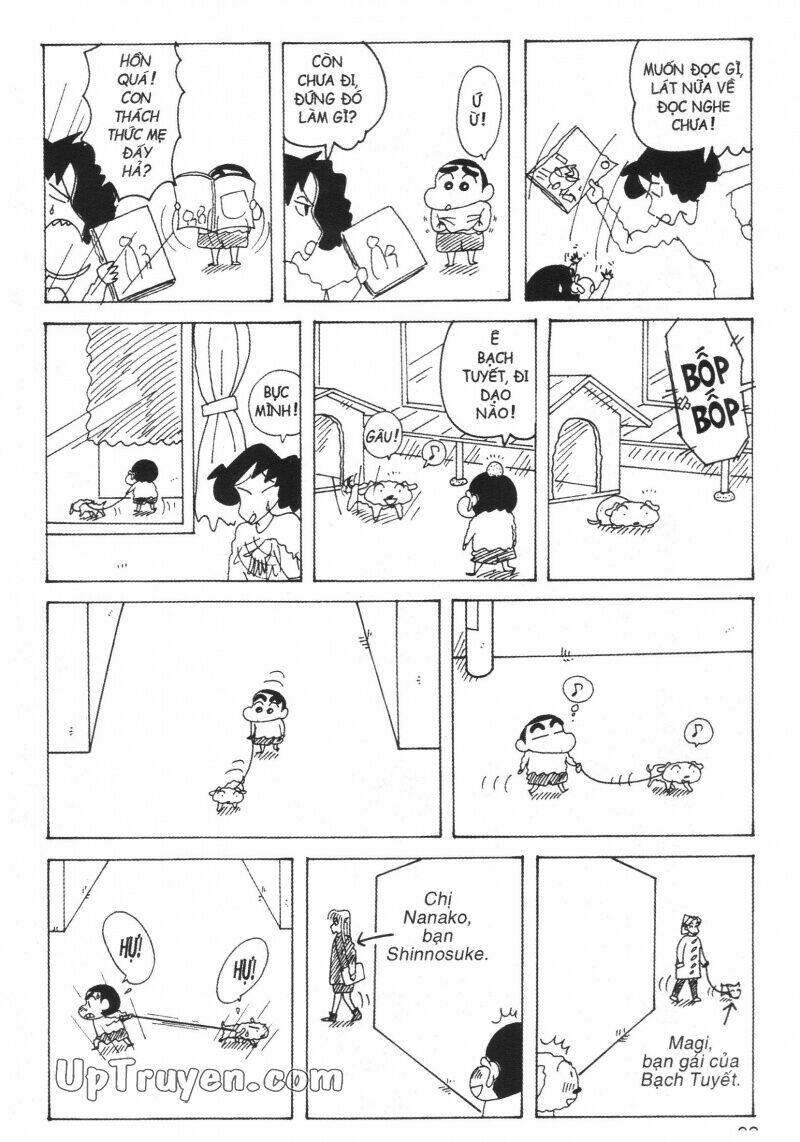 MUỐN ĐỌC GÌ,
LÁT NỮA VỀ
ĐỌC NGHE
CHƯA!
Ứ
Ừ!
CÒN
CHƯA ĐI,
ĐỨNG ĐÓ
LÀM GÌ?
HỖN
QUÁ!
CON
THÁCH
THỨC MẸ
ĐẤY
HẢ?
BỐP
BỐP
Ê
BẠCH
TUYẾT, ĐI
DẠO
NÀO!
GÂU!
BỰC
MÌNH!
Magi,
bạn gái của
Bạch Tuyết.
Chị
Nanako,
bạn
Shinnosuke.
HỰ!
HỰ!
UpTruyen.com